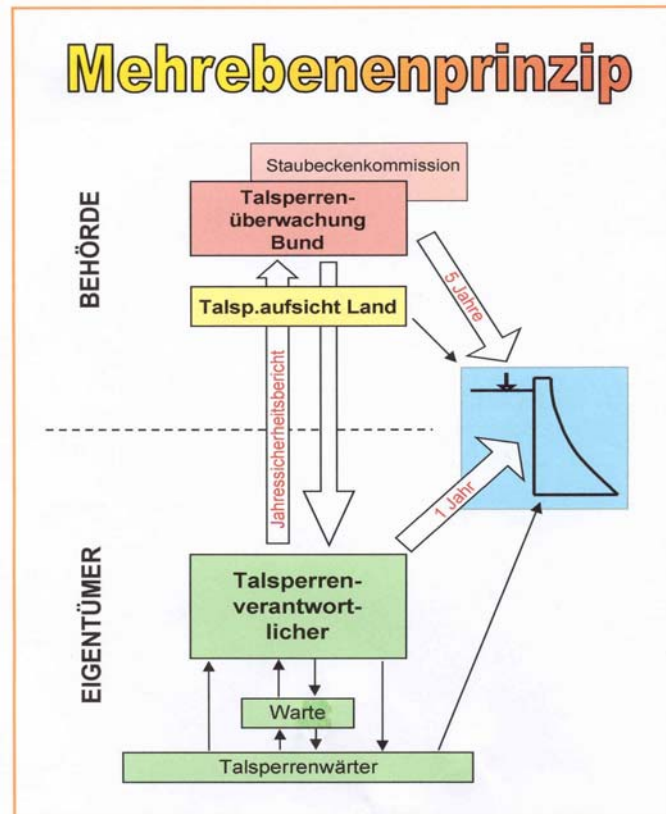 Mehrebenenprinzip
Staubeckenkommission
Talsperren-
überwachung
Bund
BEHÖRDE
Talsp.aufsicht Land
5 Jahre
Jahressicherheitsbericht
1 Jahr
EIGENTÜMER
Talsperren-
verantwort-
licher
Warte
Talsperrenwärter